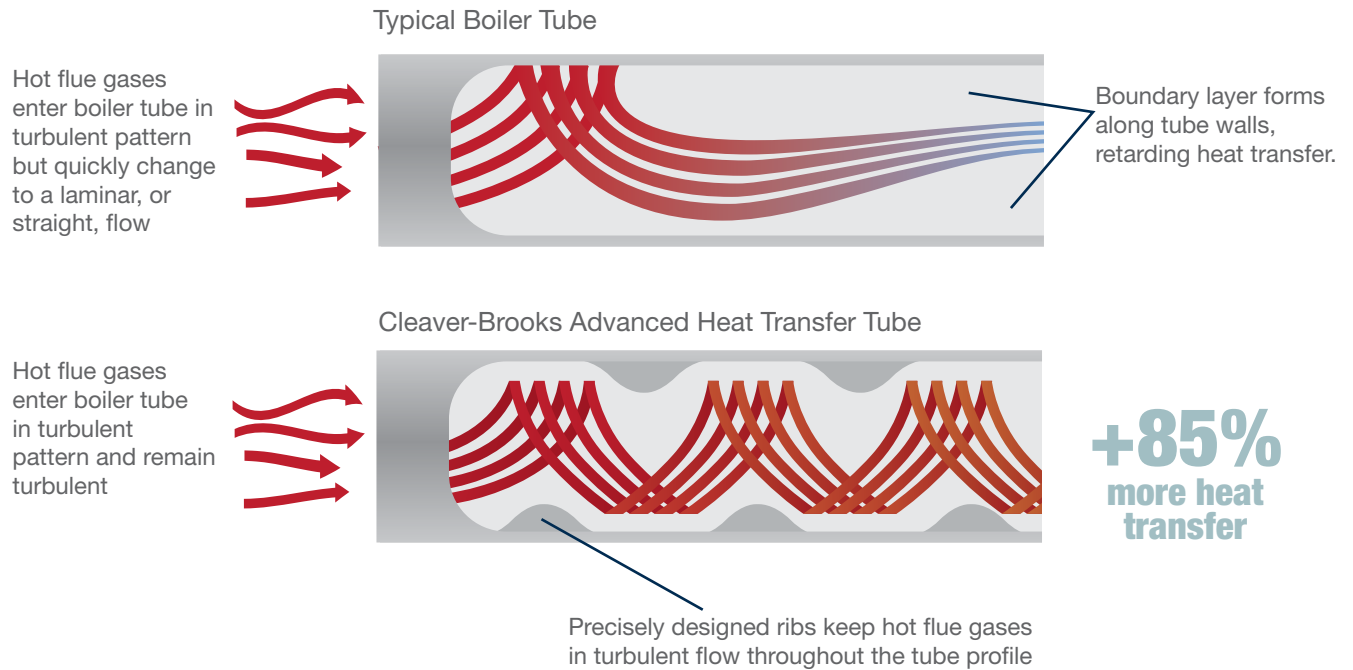 Typical Boiler Tube
Hot flue gases
enter boiler tube in
turbulent pattern
but quickly change
to a laminar, or
straight, flow
Boundary layer forms
along tube walls,
retarding heat transfer.
Cleaver-Brooks Advanced Heat Transfer Tube
Hot flue gases
enter boiler tube
in turbulent
pattern and remain
turbulent
+85%
more heat
transfer
Precisely designed ribs keep hot flue gases
in turbulent flow throughout the tube profile